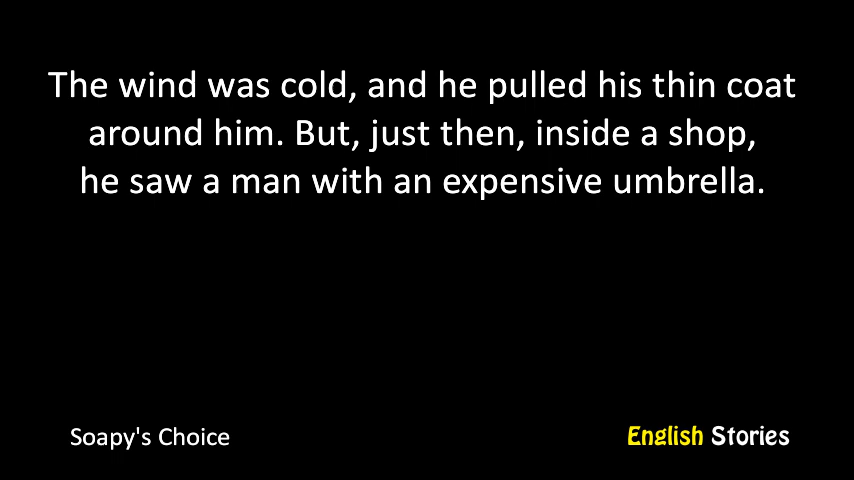 The wind was cold, and he pulled his thin coat
around him. But, just then, inside a shop,
he saw a man with an expensive umbrella.
Soapy's Choice
English Stories